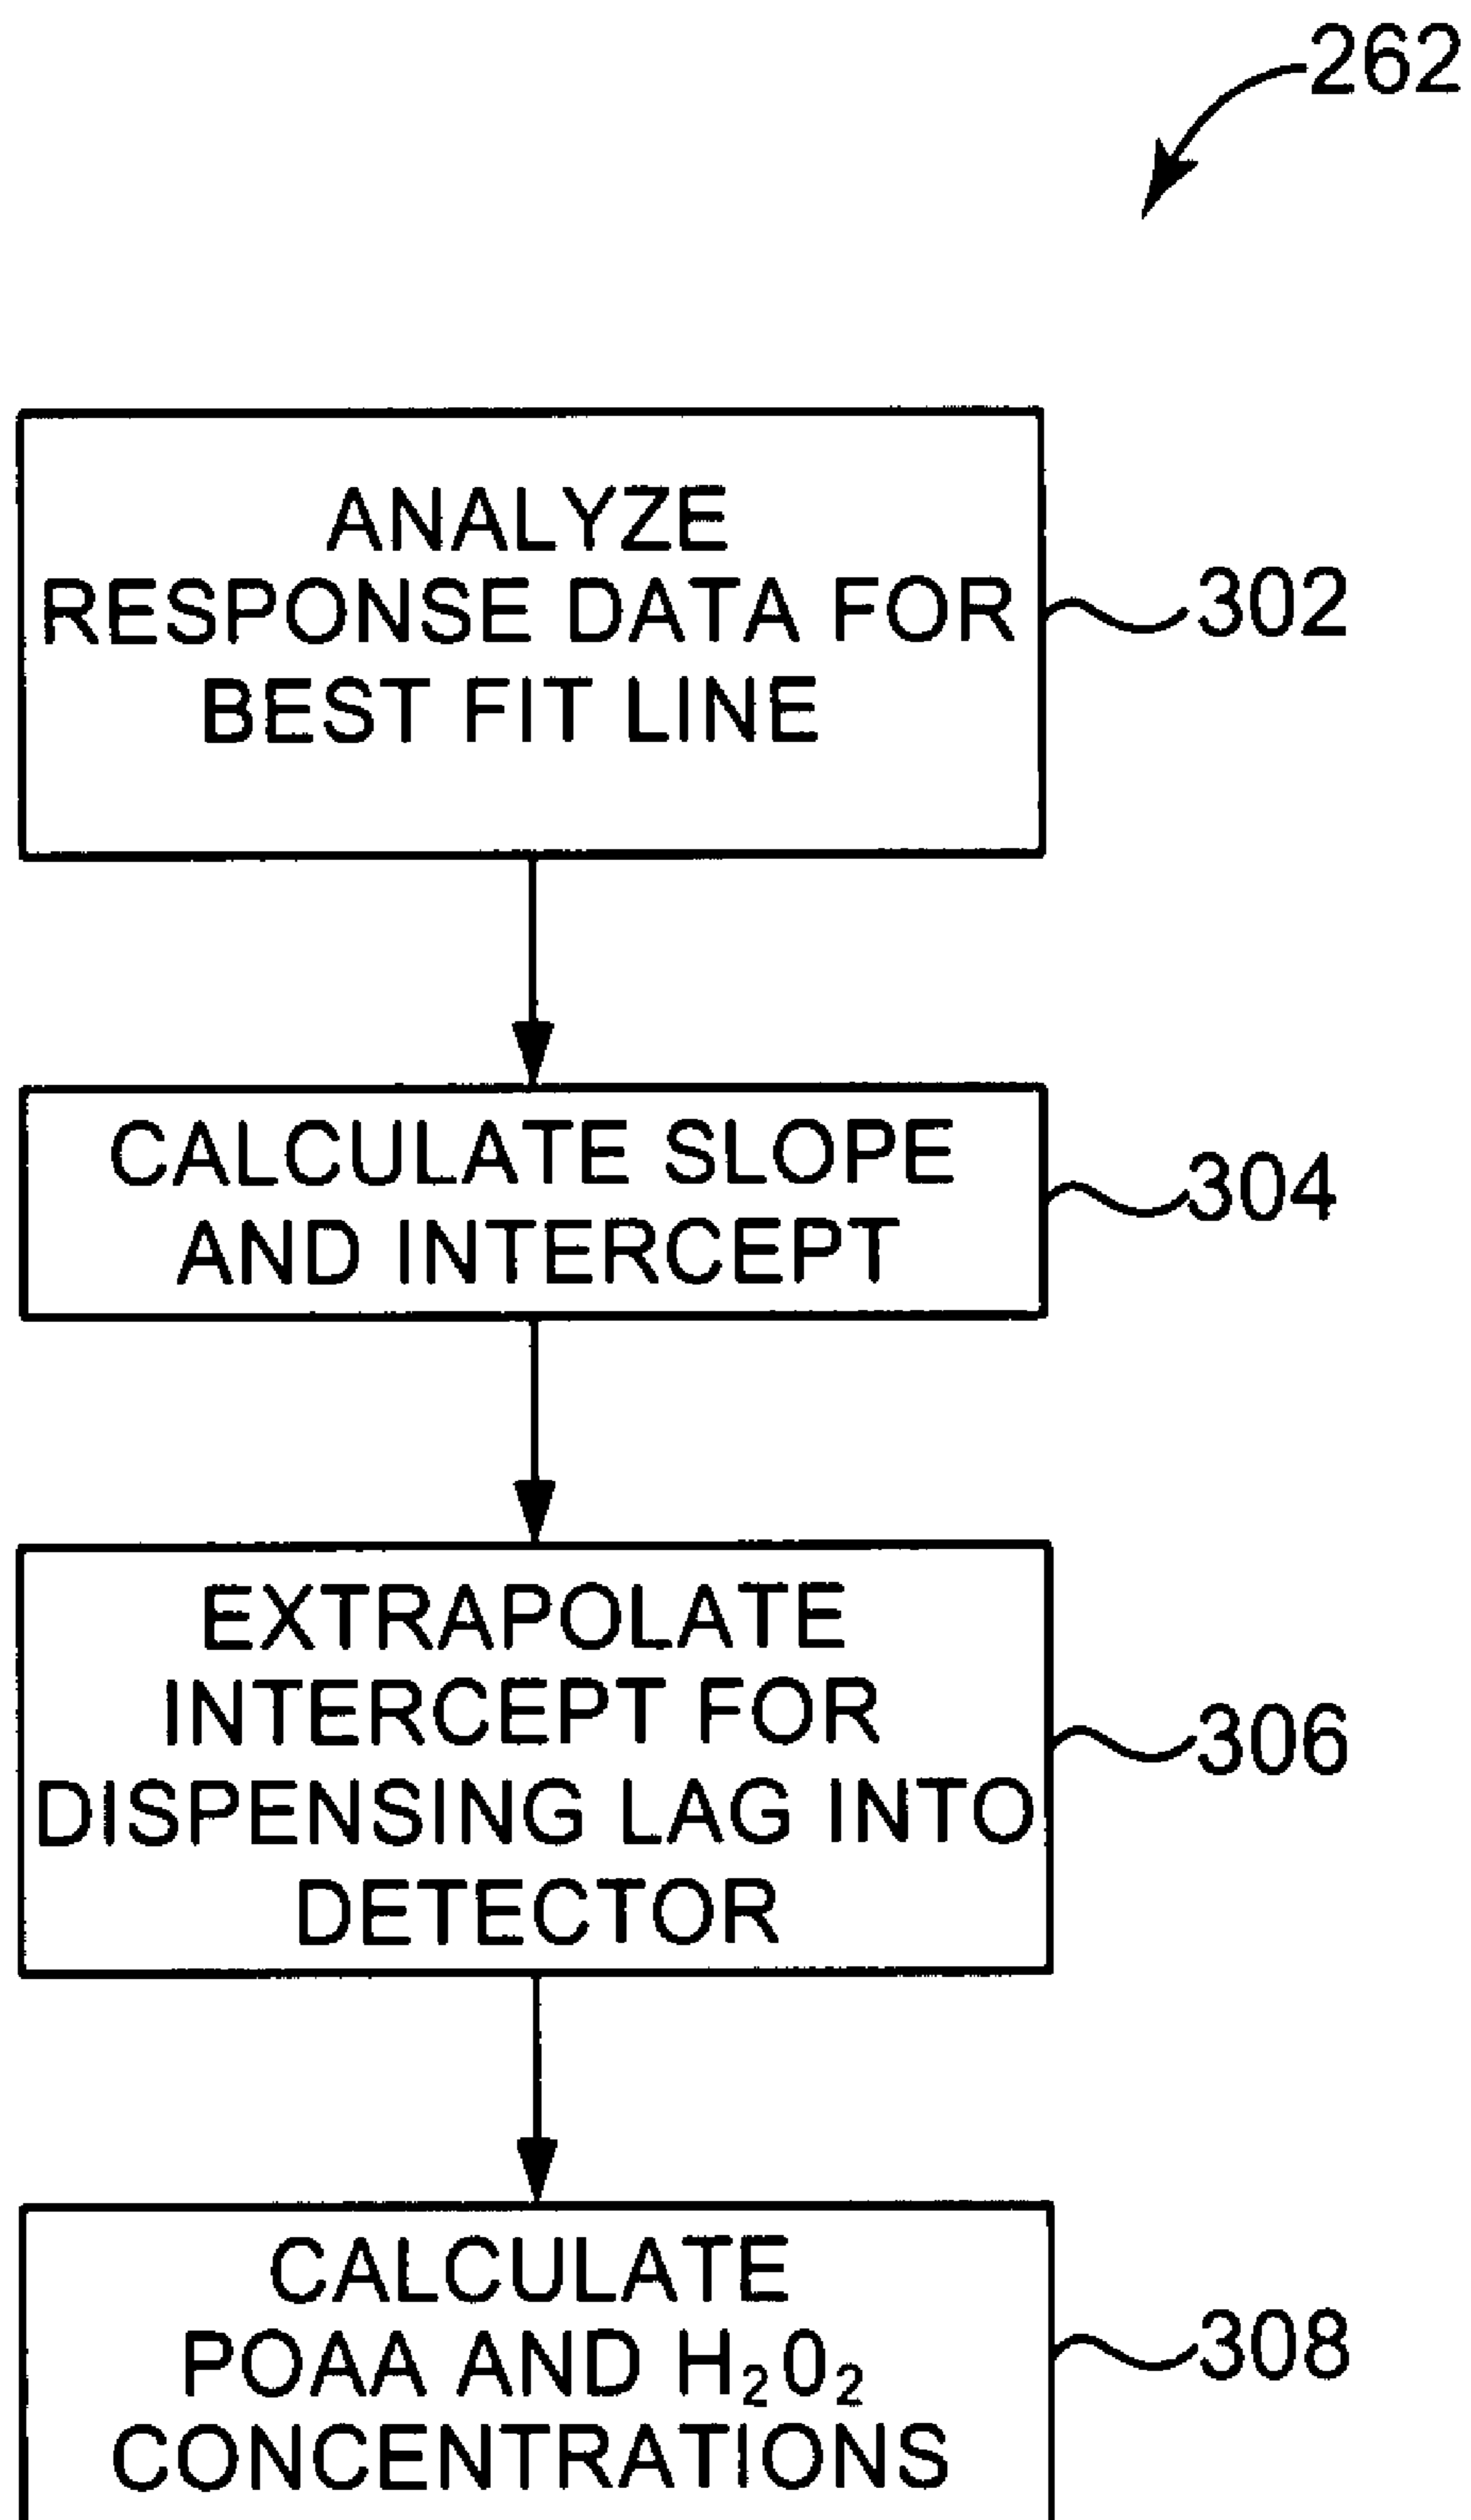 262
ANALYZE
RESPONSE DATA FOR
BEST FIT LINE
302
CALCULATE SLOPE
AND INTERCEPT
304
EXTRAPOLATE
INTERCEPT FOR
DISPENSING LAG INTO
DETECTOR
306
CALCULATE
POAA AND H₂O₂
CONCENTRATIONS
308